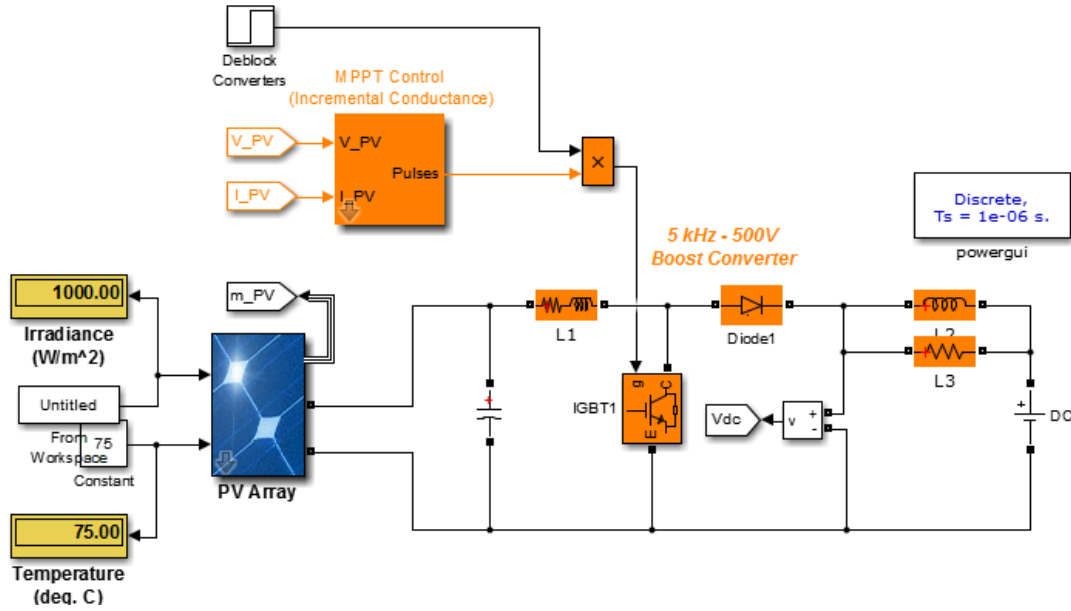 Deblock
Converters
MPPT Control
(Incremental Conductance)
V_PV
V_PV
Pulses
I_PV
I_PV
×
Discrete,
Ts = 1e-06 s.
powergui
5 kHz - 500V
Boost Converter
1000.00
Irradiance
(W/m^2)
m_PV
L1
Diode1
L2
L3
g
C
E
IGBT1
Vdc
v
+
-
+
DC
Untitled
From
Workspace
75
Constant
PV Array
75.00
Temperature
(deg. C)